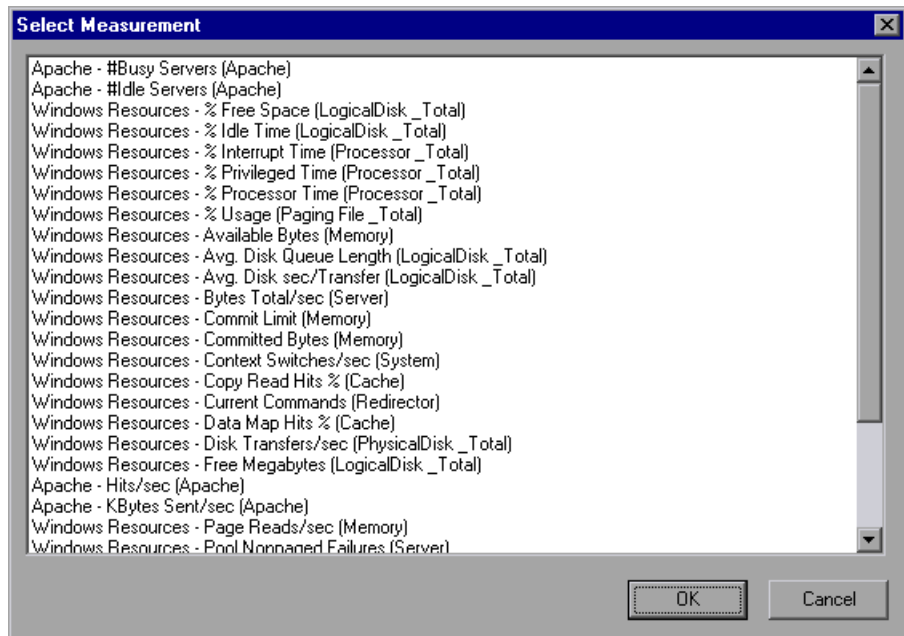 Select Measurement
Apache - #Busy Servers (Apache)
Apache - #Idle Servers (Apache)
Windows Resources - % Free Space (LogicalDisk _Total)
Windows Resources - % Idle Time (LogicalDisk _Total)
Windows Resources - % Interrupt Time (Processor _Total)
Windows Resources - % Privileged Time (Processor _Total)
Windows Resources - % Processor Time (Processor _Total)
Windows Resources - % Usage (Paging File _Total)
Windows Resources - Available Bytes (Memory)
Windows Resources - Avg. Disk Queue Length (LogicalDisk _Total)
Windows Resources - Avg. Disk sec/Transfer (LogicalDisk _Total)
Windows Resources - Bytes Total/sec (Server)
Windows Resources - Commit Limit (Memory)
Windows Resources - Committed Bytes (Memory)
Windows Resources - Context Switches/sec (System)
Windows Resources - Copy Read Hits % (Cache)
Windows Resources - Current Commands (Redirector)
Windows Resources - Data Map Hits % (Cache)
Windows Resources - Disk Transfers/sec (PhysicalDisk _Total)
Windows Resources - Free Megabytes (LogicalDisk _Total)
Apache - Hits/sec (Apache)
Apache - KBytes Sent/sec (Apache)
Windows Resources - Page Reads/sec (Memory)
Windows Resources - Pool Nonpaged Failures (Server)
OK
Cancel